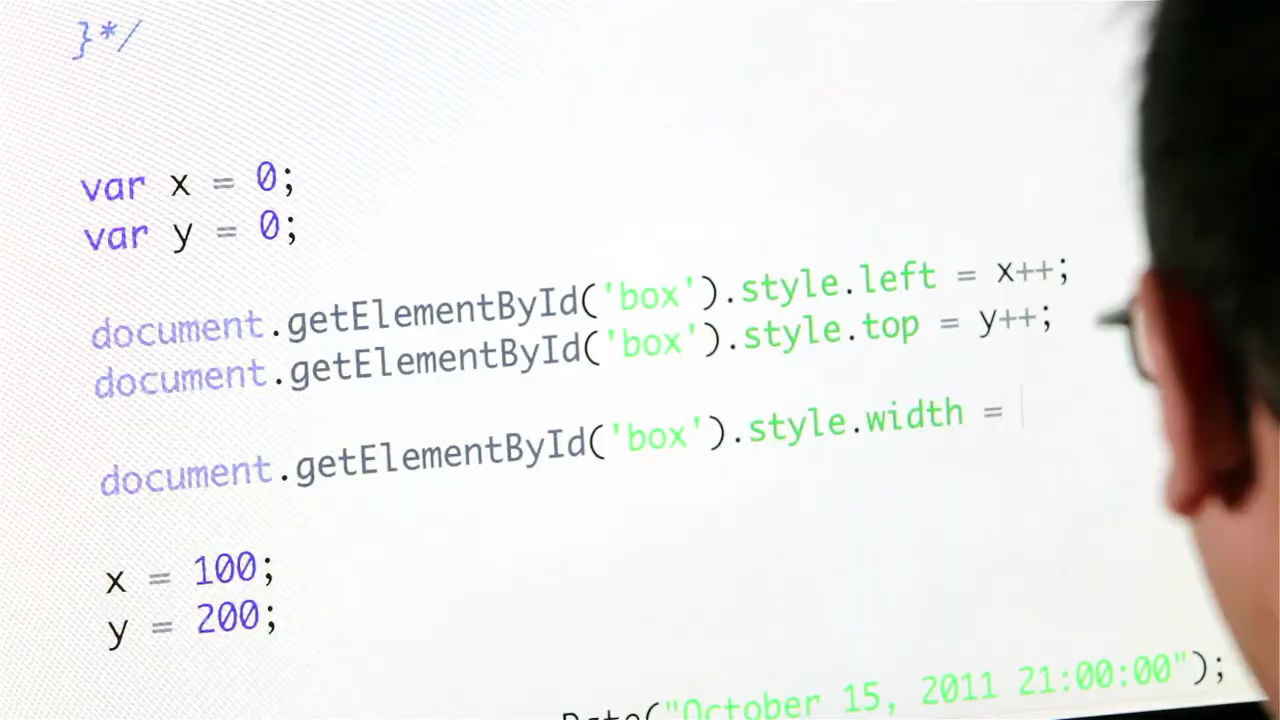 }*/
var x = 0;
var y = 0;
document.getElementById('box').style.left = x++;
document.getElementById('box').style.top = y++;
document.getElementById('box').style.width =
x = 100;
y = 200;
Date("October 15, 2011 21:00:00");